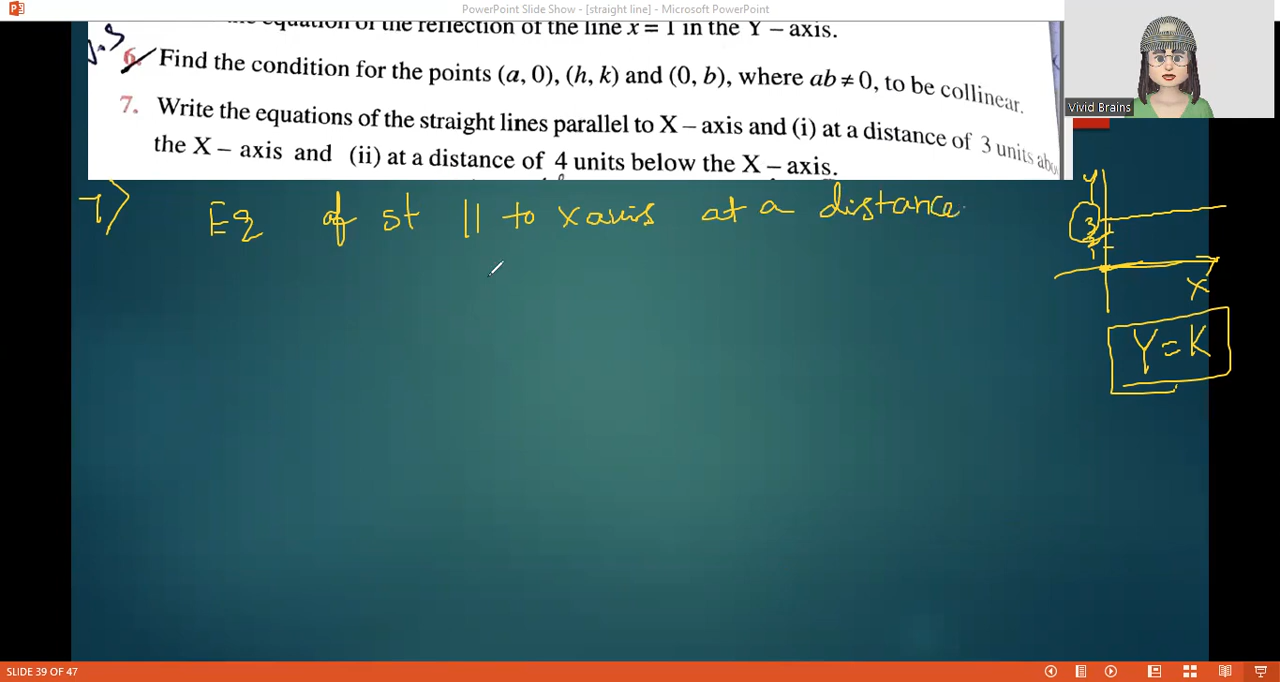 PowerPoint Slide Show - [straight line] - Microsoft PowerPoint
equation of the reflection of the line x = 1 in the Y – axis.
6. Find the condition for the points (a, 0), (h, k) and (0, b), where ab ≠ 0, to be collinear.
7. Write the equations of the straight lines parallel to X – axis and (i) at a distance of 3 units abo
the X – axis and (ii) at a distance of 4 units below the X – axis.
Vivid Brains
7) Eq of st || to x axis at a distance
Y
3
2
1
X
Y = K
SLIDE 39 OF 47